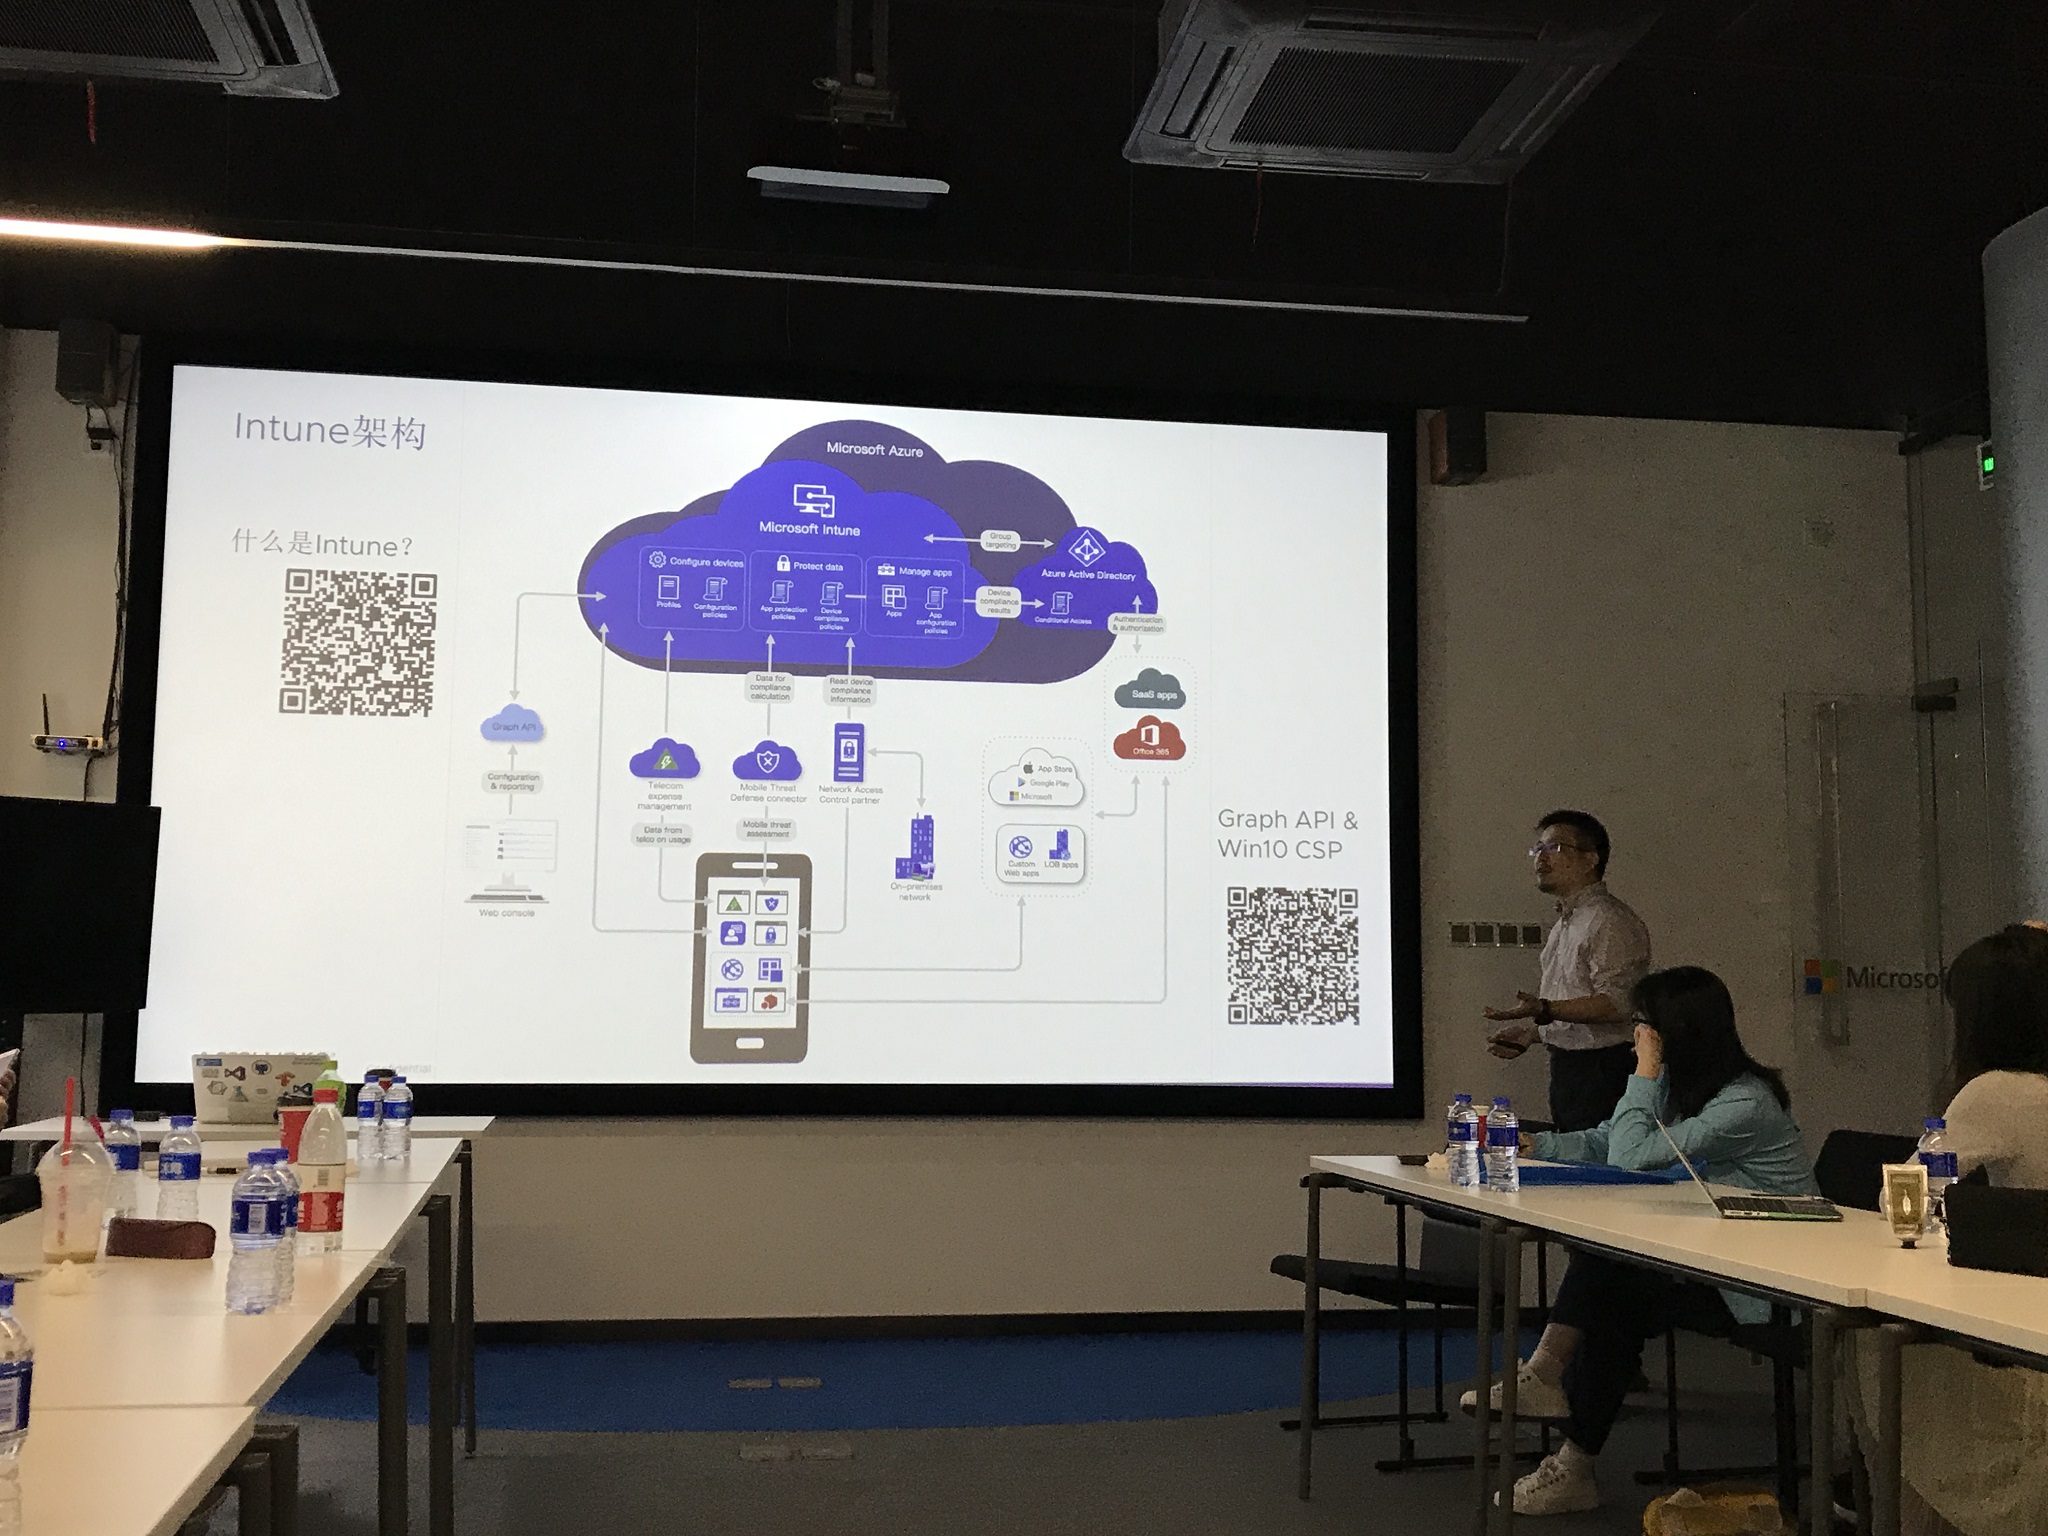 Intune架构
什么是Intune?
Microsoft Azure
Microsoft Intune
Configure devices
Profiles
Configuration
policies
Protect data
App protection
policies
Device
compliance
policies
Manage apps
Apps
App
configuration
policies
Group
targeting
Azure Active Directory
Device
compliance
results
Conditional Access
Authentication
& authorization
Data for
compliance
calculation
Read device
compliance
information
SaaS apps
Office 365
Graph API
Configuration
& reporting
Web console
Telecom
expense
management
Data from
telco on usage
Mobile Threat
Defense connector
Mobile threat
assessment
Network Access
Control partner
On-premises
network
App Store
Google Play
Microsoft
Custom
Web apps
LOB apps
Graph API &
Win10 CSP
Microsof